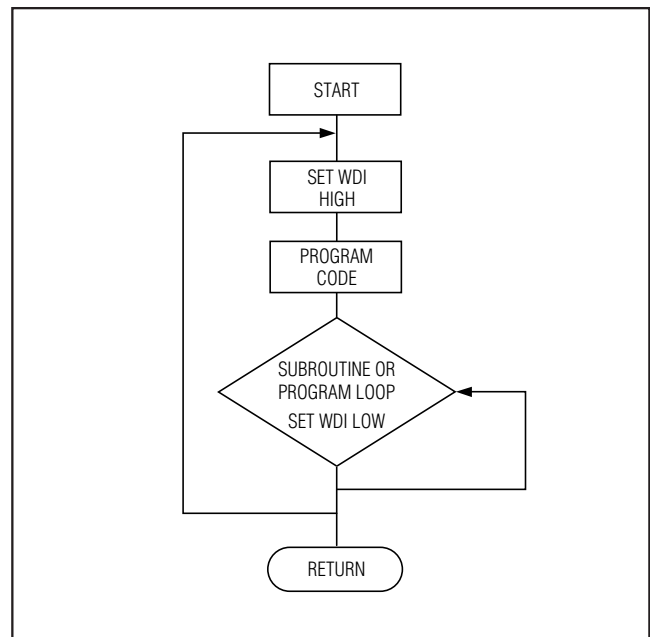 START
SET WDI
HIGH
PROGRAM
CODE
SUBROUTINE OR
PROGRAM LOOP
SET WDI LOW
RETURN